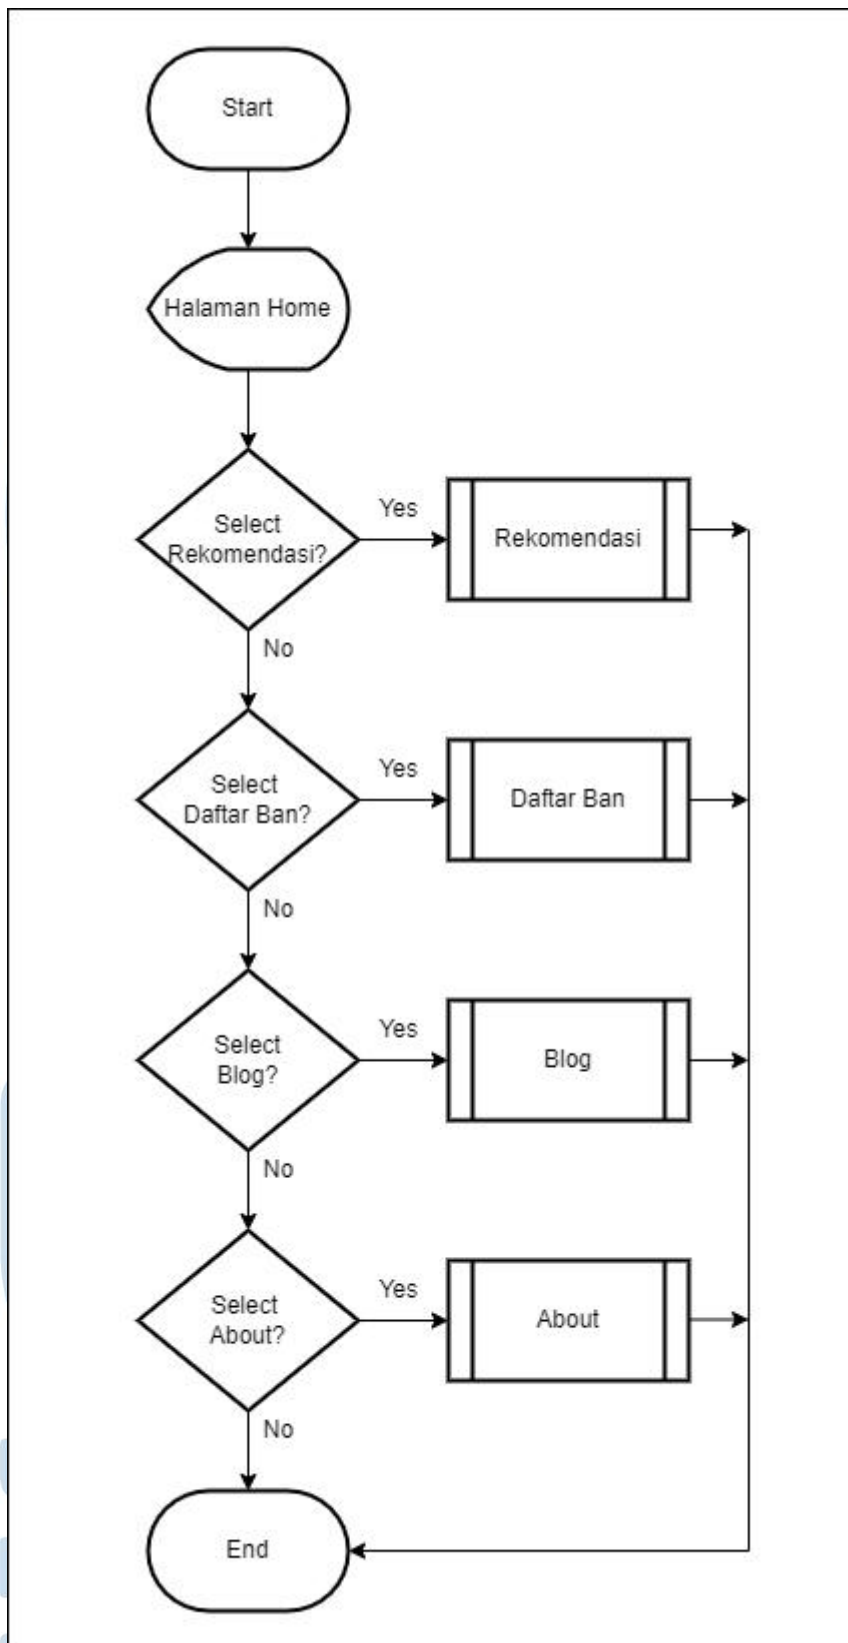 Start
Halaman Home
Select
Rekomendasi?
Yes
Rekomendasi
No
Select
Daftar Ban?
Yes
Daftar Ban
No
Select
Blog?
Yes
Blog
No
Select
About?
Yes
About
No
End